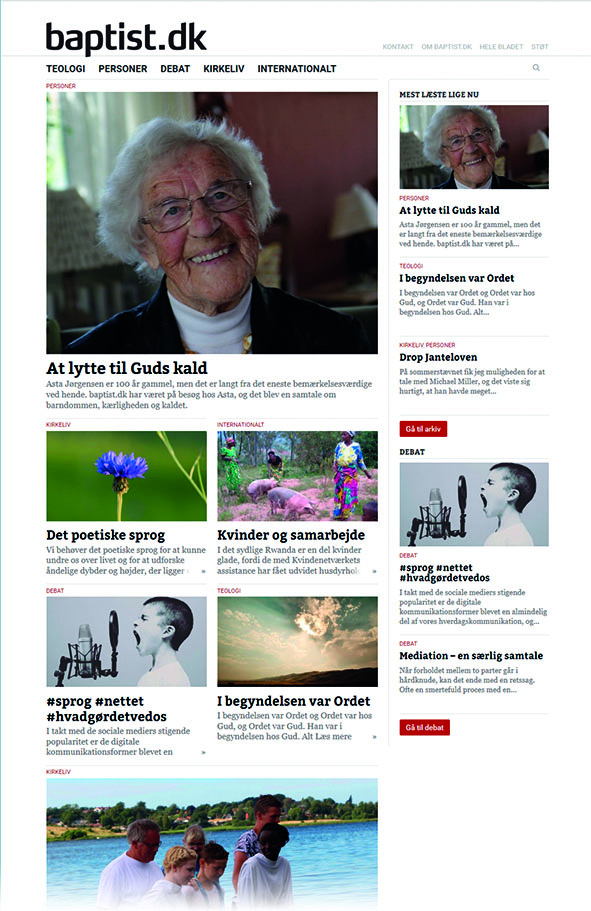 baptist.dk
KONTAKT OM BAPTIST.DK HELE BLADET STØT
TEOLOGI PERSONER DEBAT KIRKELIV INTERNATIONALT
PERSONER
At lytte til Guds kald
Asta Jørgensen er 100 år gammel, men det er langt fra det eneste bemærkelsesværdige
ved hende. baptist.dk har været på besøg hos Asta, og det blev en samtale om
barndommen, kærligheden og kaldet.
KIRKELIV
Det poetiske sprog
Vi behøver det poetiske sprog for at kunne
undre os over livet og for at udforske
åndelige dybder og højder, der ligger »
INTERNATIONALT
Kvinder og samarbejde
I det sydlige Rwanda er en del kvinder
glade, fordi de med Kvindenetværkets
assistance har fået udvidet husdyrhold »
DEBAT
#sprog #nettet
#hvadgørdetvedos
I takt med de sociale mediers stigende
popularitet er de digitale
kommunikationsformer blevet en »
TEOLOGI
I begyndelsen var Ordet
I begyndelsen var Ordet og Ordet var hos
Gud, og Ordet var Gud. Han var i
begyndelsen hos Gud. Alt Læs mere »
KIRKELIV
MEST LÆSTE LIGE NU
PERSONER
At lytte til Guds kald
Asta Jørgensen er 100 år gammel, men det
er langt fra det eneste bemærkelsesværdige
ved hende. baptist.dk har været på...
TEOLOGI
I begyndelsen var Ordet
I begyndelsen var Ordet og Ordet var hos
Gud, og Ordet var Gud. Han var i
begyndelsen hos Gud. Alt...
KIRKELIV, PERSONER
Drop Janteloven
På sommerstævnet fik jeg muligheden for at
tale med Michael Miller, og det viste sig
hurtigt, at han havde meget...
Gå til arkiv
DEBAT
DEBAT
#sprog #nettet
#hvadgørdetvedos
I takt med de sociale mediers stigende
popularitet er de digitale
kommunikationsformer blevet en almindelig
del af vores hverdagskommunikation, og...
DEBAT
Mediation – en særlig samtale
Når forholdet mellem to parter går i
hårdknude, kan det ende med en retssag.
Ofte en smertefuld proces med en...
Gå til debat